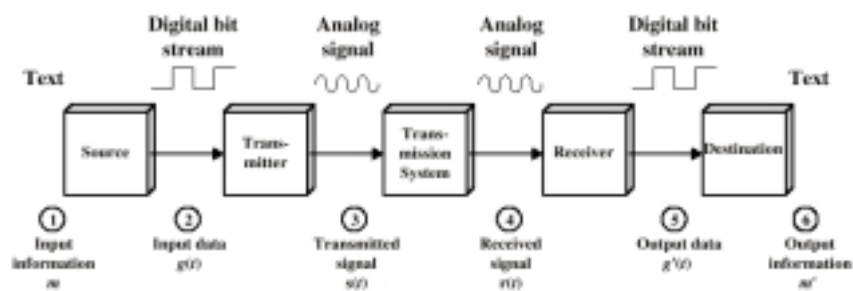 Digital bit
stream
Analog
signal
Analog
signal
Digital bit
stream
Text
Text
Source
Trans-
mitter
Trans-
mission
System
Receiver
Destination
1
2
3
4
5
6
Input
information
m
Input data
g(t)
Transmitted
signal
s(t)
Received
signal
r(t)
Output data
g'(t)
Output
information
m'